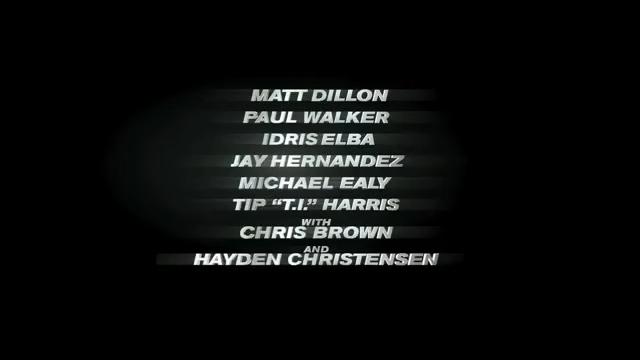 MATT DILLON
PAUL WALKER
IDRIS ELBA
JAY HERNANDEZ
MICHAEL EALY
TIP “T.I.” HARRIS
WITH
CHRIS BROWN
AND
HAYDEN CHRISTENSEN